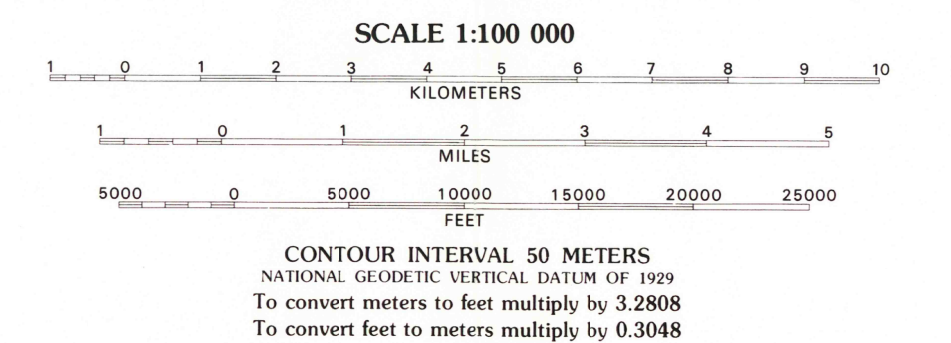 SCALE 1:100 000
1 0 1 2 3 4 5 6 7 8 9 10
KILOMETERS
1 0 1 2 3 4 5
MILES
5000 0 5000 10000 15000 20000 25000
FEET
CONTOUR INTERVAL 50 METERS
NATIONAL GEODETIC VERTICAL DATUM OF 1929
To convert meters to feet multiply by 3.2808
To convert feet to meters multiply by 0.3048